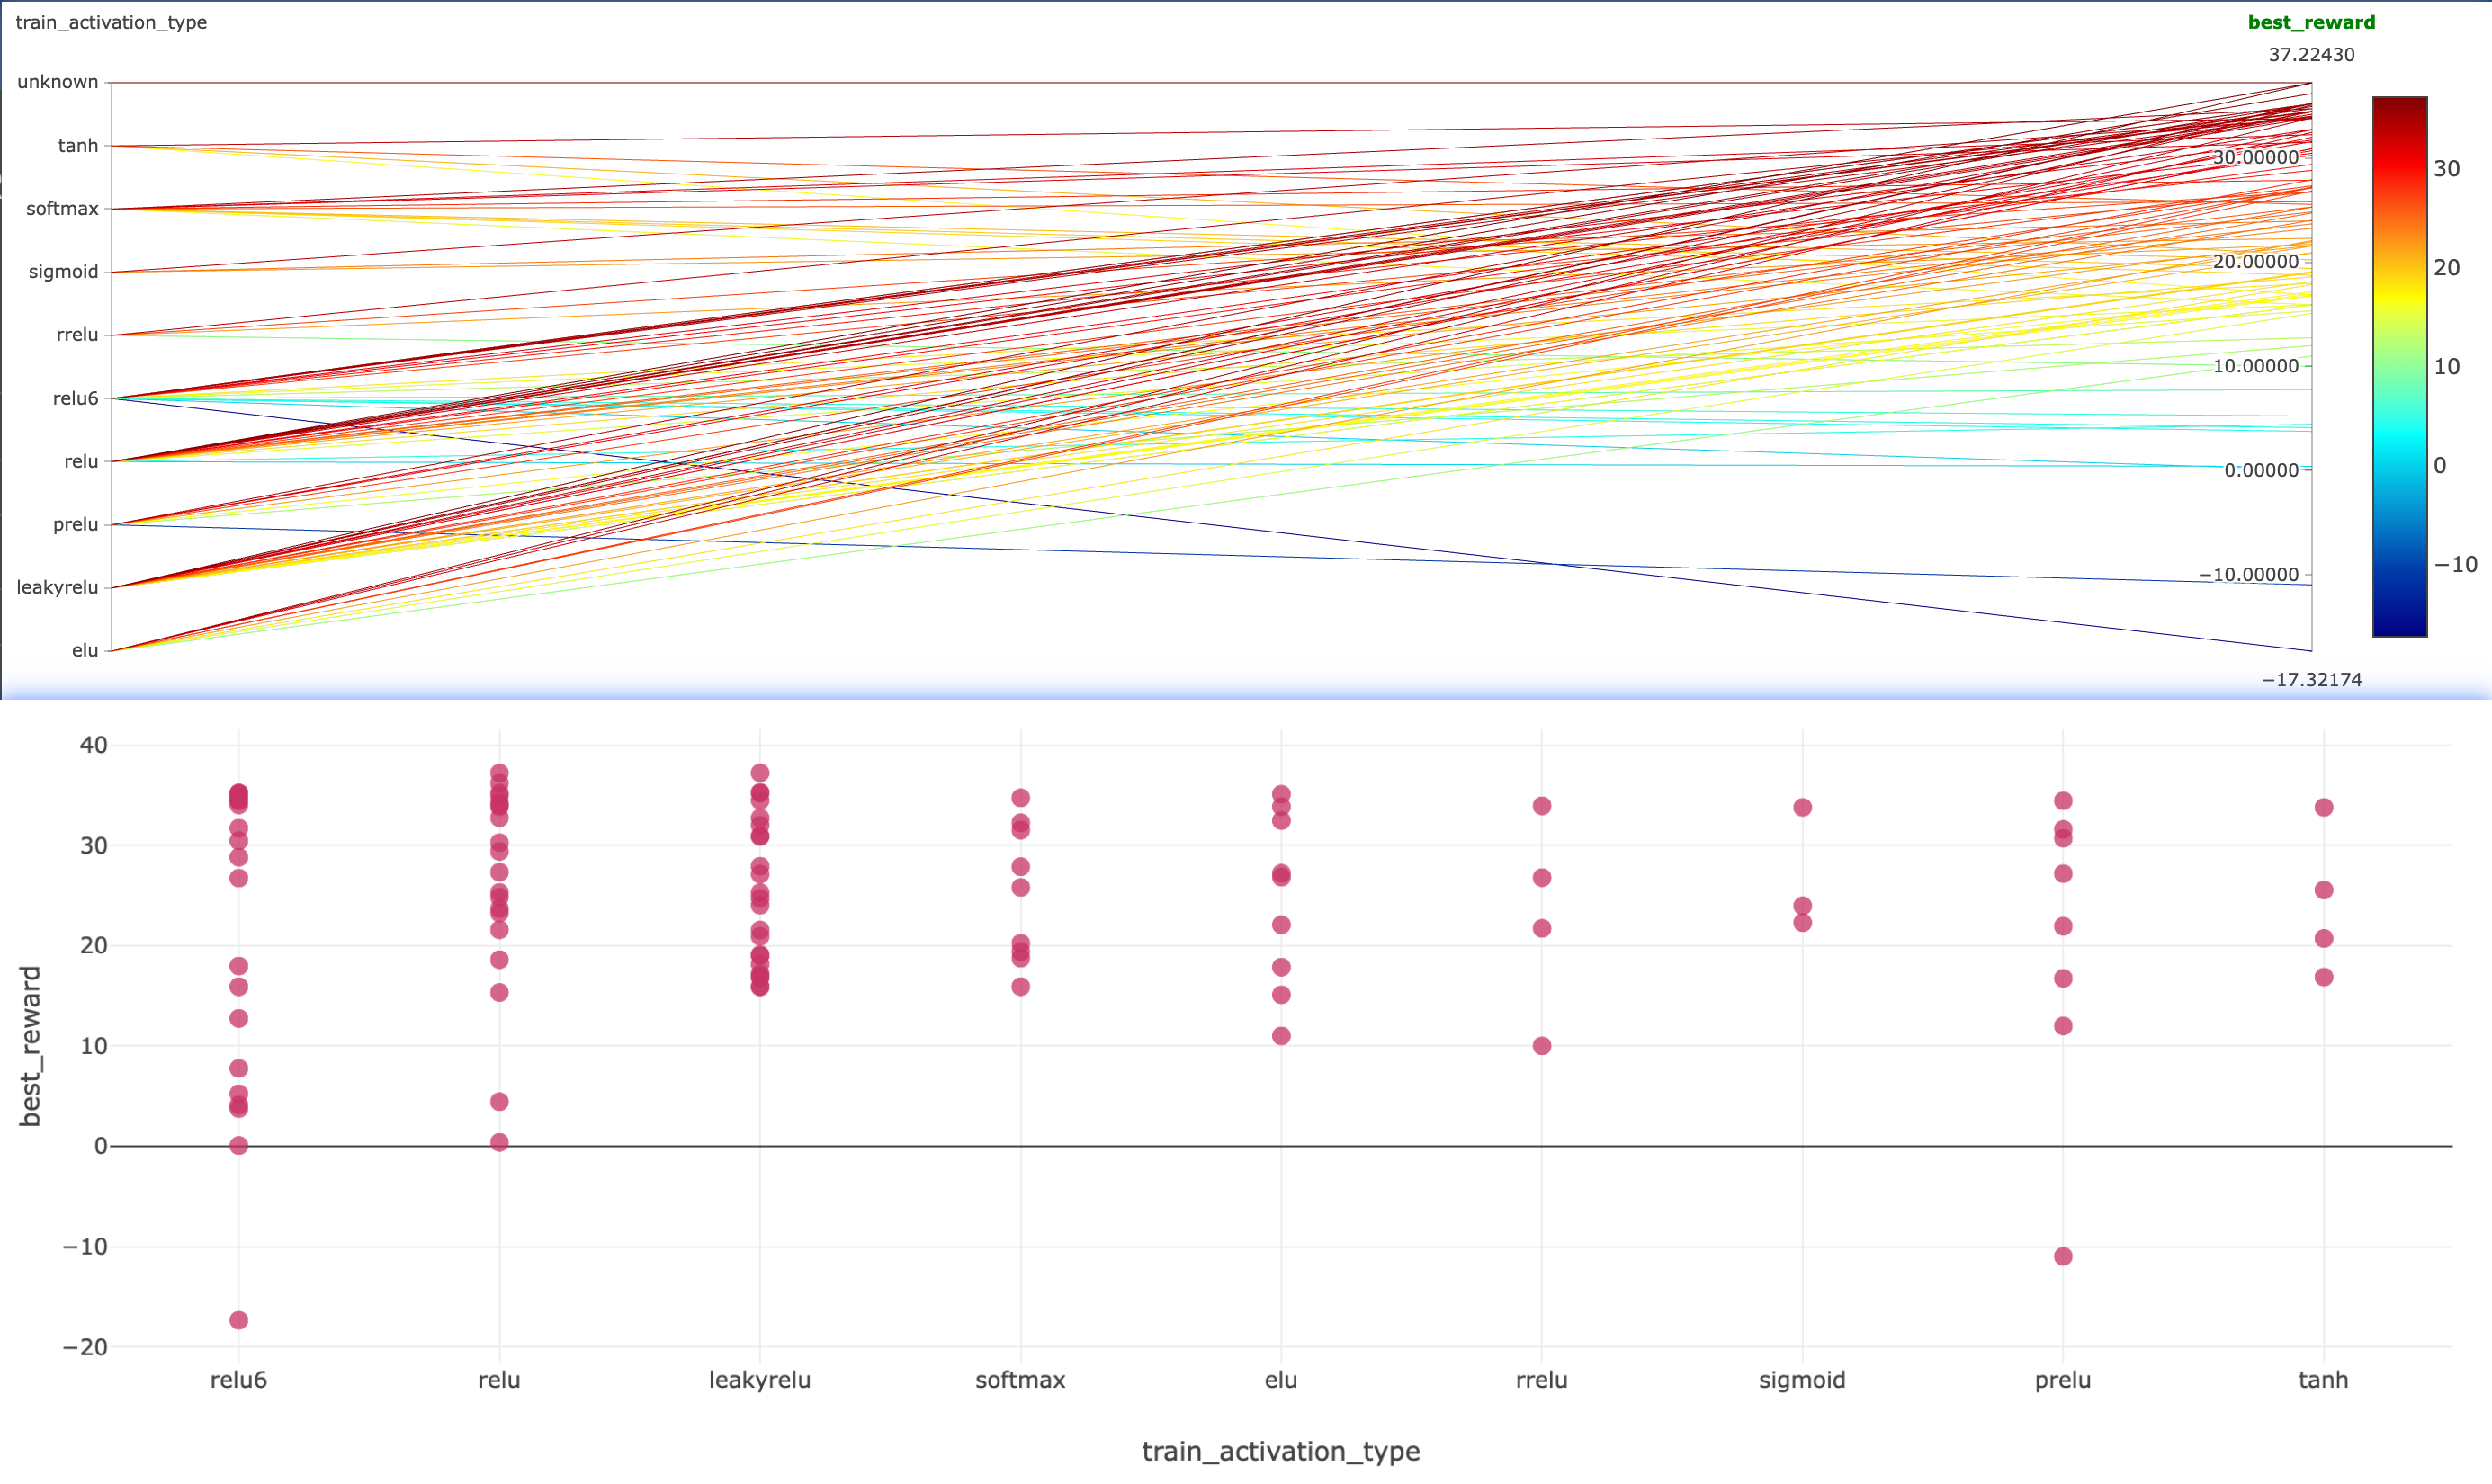 train_activation_type
best_reward
37.22430
unknown
tanh
softmax
sigmoid
rrelu
relu6
relu
prelu
leakyrelu
elu
30.00000
20.00000
10.00000
0.00000
−10.00000
−17.32174
30
20
10
0
−10
best_reward
40
30
20
10
0
−10
−20
relu6
relu
leakyrelu
softmax
elu
rrelu
sigmoid
prelu
tanh
train_activation_type